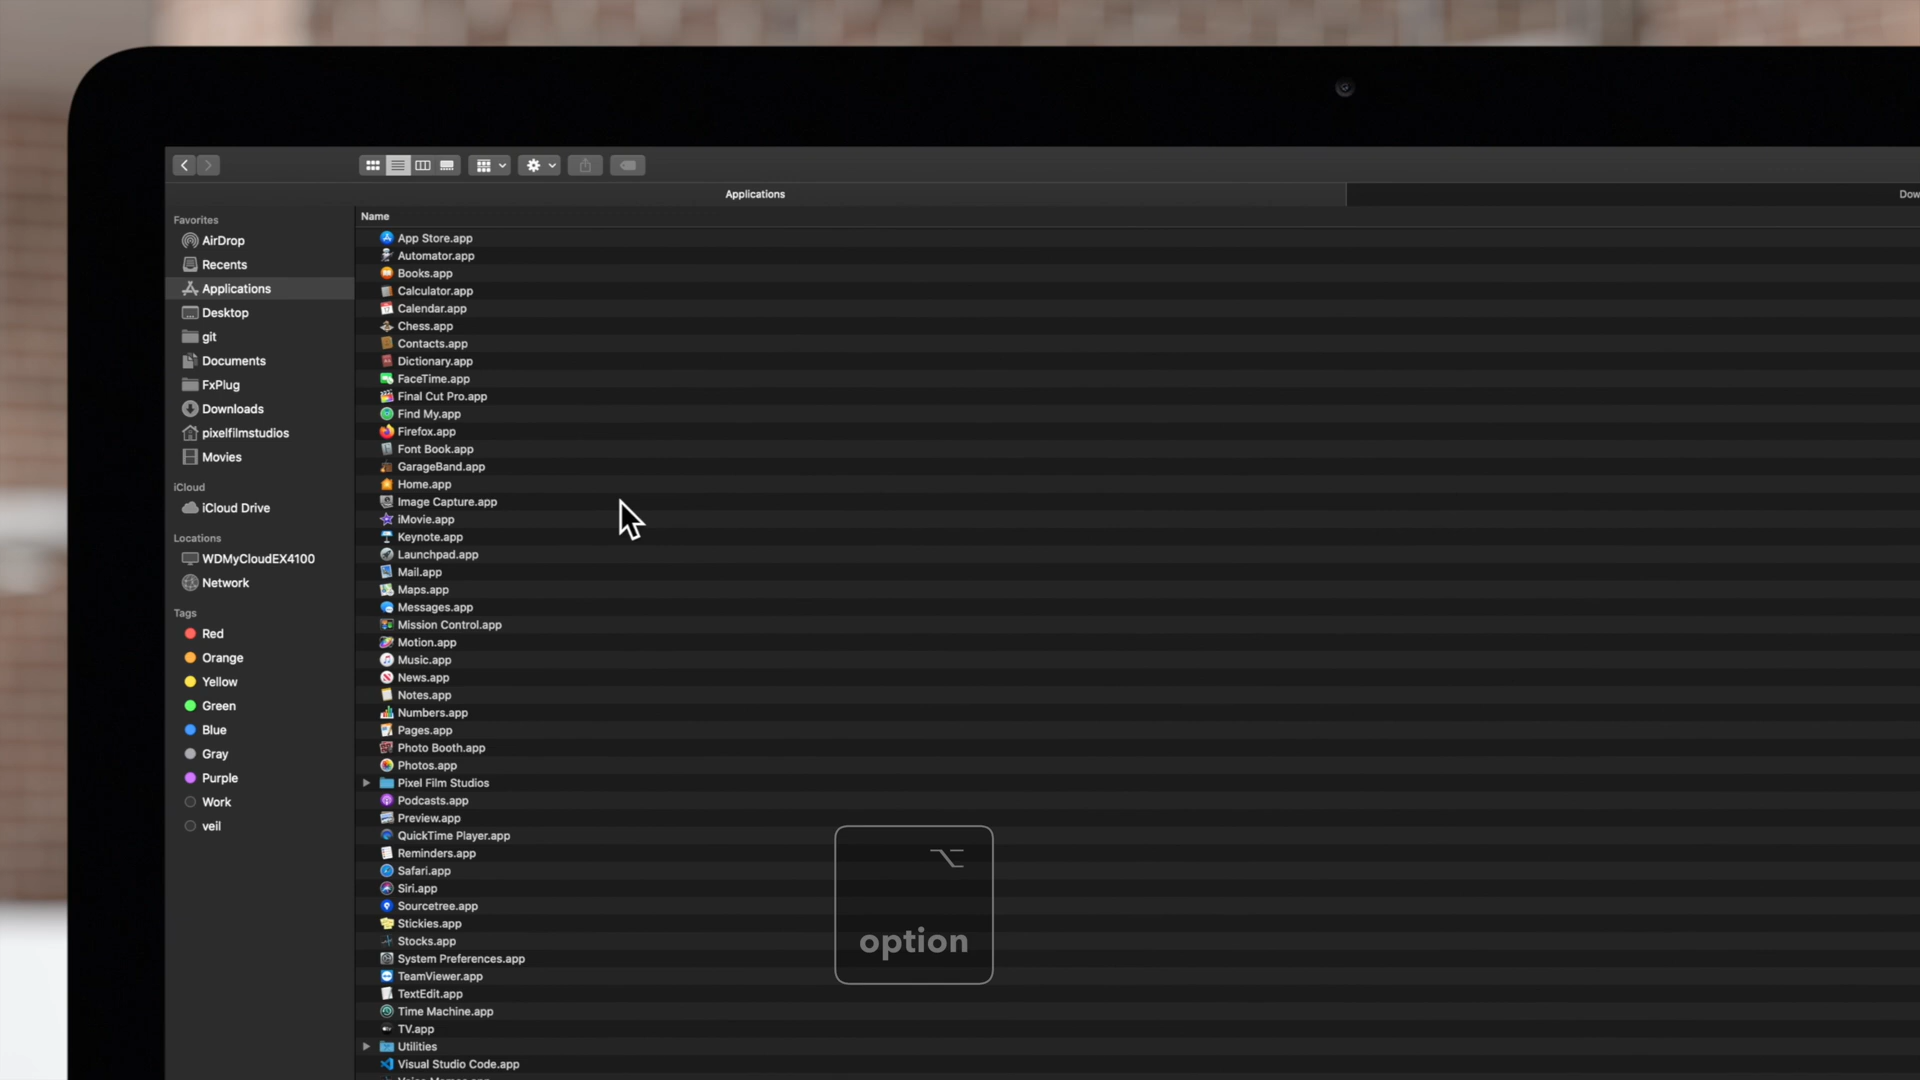 Applications
Dow
Name
Favorites
AirDrop
Recents
Applications
Desktop
git
Documents
FxPlug
Downloads
pixelfilmstudios
Movies
iCloud
iCloud Drive
Locations
WDMyCloudEX4100
Network
Tags
Red
Orange
Yellow
Green
Blue
Gray
Purple
Work
veil
App Store.app
Automator.app
Books.app
Calculator.app
Calendar.app
Chess.app
Contacts.app
Dictionary.app
FaceTime.app
Final Cut Pro.app
Find My.app
Firefox.app
Font Book.app
GarageBand.app
Home.app
Image Capture.app
iMovie.app
Keynote.app
Launchpad.app
Mail.app
Maps.app
Messages.app
Mission Control.app
Motion.app
Music.app
News.app
Notes.app
Numbers.app
Pages.app
Photo Booth.app
Photos.app
Pixel Film Studios
Podcasts.app
Preview.app
QuickTime Player.app
Reminders.app
Safari.app
Siri.app
Sourcetree.app
Stickies.app
Stocks.app
System Preferences.app
TeamViewer.app
TextEdit.app
Time Machine.app
TV.app
Utilities
Visual Studio Code.app
option